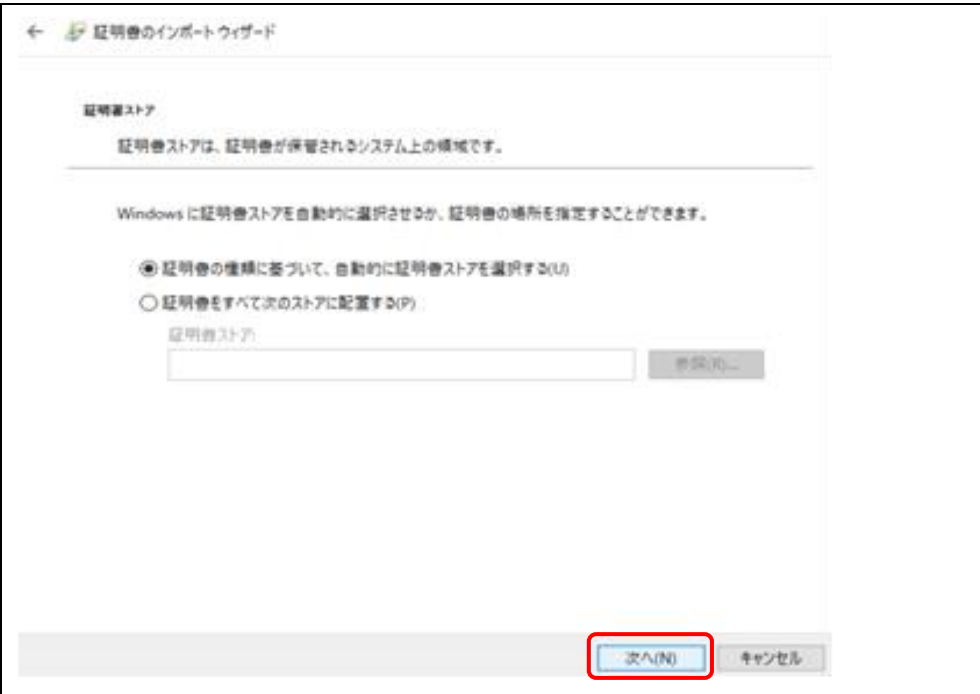 証明書のインポート ウィザード
証明書ストア
証明書ストアは、証明書が保管されるシステム上の領域です。
Windows に証明書ストアを自動的に選択させるか、証明書の場所を指定することができます。
証明書の種類に基づいて、自動的に証明書ストアを選択する(U)
証明書をすべて次のストアに配置する(P)
証明書ストア:
参照(R)...
次へ(N)
キャンセル